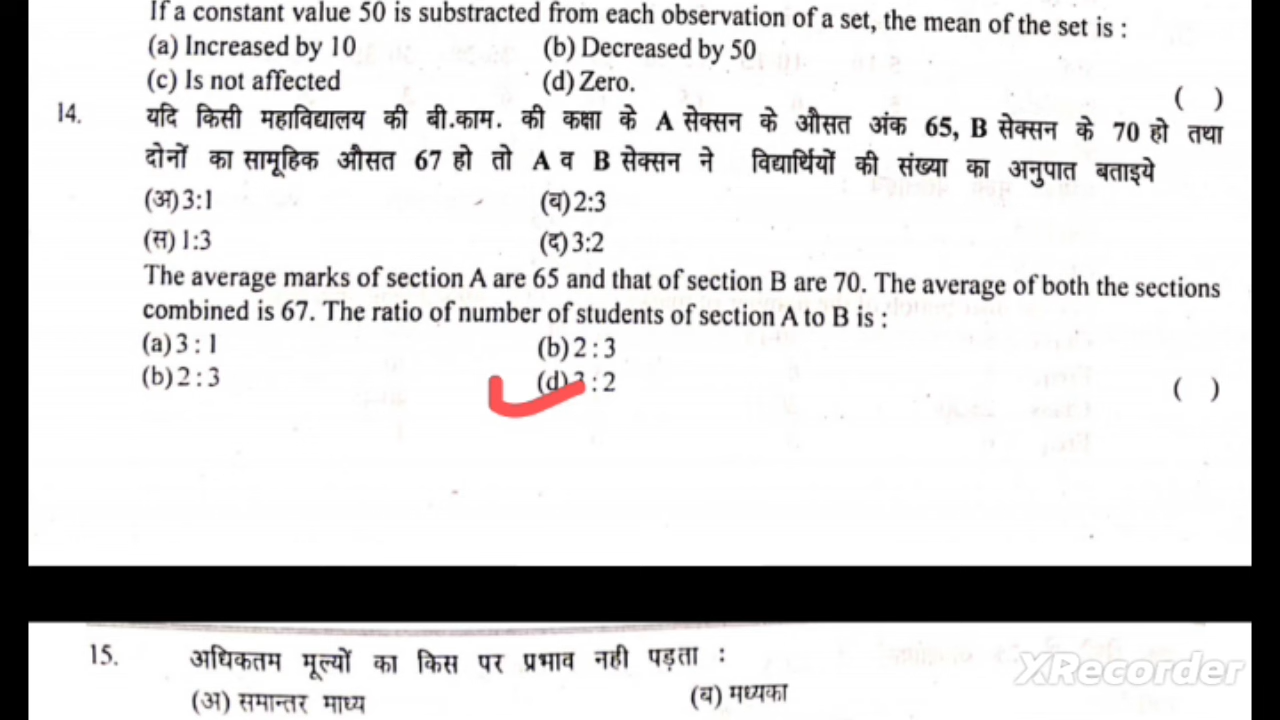 If a constant value 50 is substracted from each observation of a set, the mean of the set is :
(a) Increased by 10 (b) Decreased by 50
(c) Is not affected (d) Zero.
( )
14. यदि किसी महाविद्यालय की बी.काम. की कक्षा के A सेक्सन के औसत अंक 65, B सेक्सन के 70 हो तथा
दोनों का सामूहिक औसत 67 हो तो A व B सेक्सन ने विद्यार्थियों की संख्या का अनुपात बताइये
(अ) 3:1 (ब) 2:3
(स) 1:3 (द) 3:2
The average marks of section A are 65 and that of section B are 70. The average of both the sections
combined is 67. The ratio of number of students of section A to B is :
(a) 3 : 1 (b) 2 : 3
(b) 2 : 3 (d) 3 : 2 ( )
15. अधिकतम मूल्यों का किस पर प्रभाव नही पड़ता :
(अ) समान्तर माध्य (ब) मध्यका
XRecorder